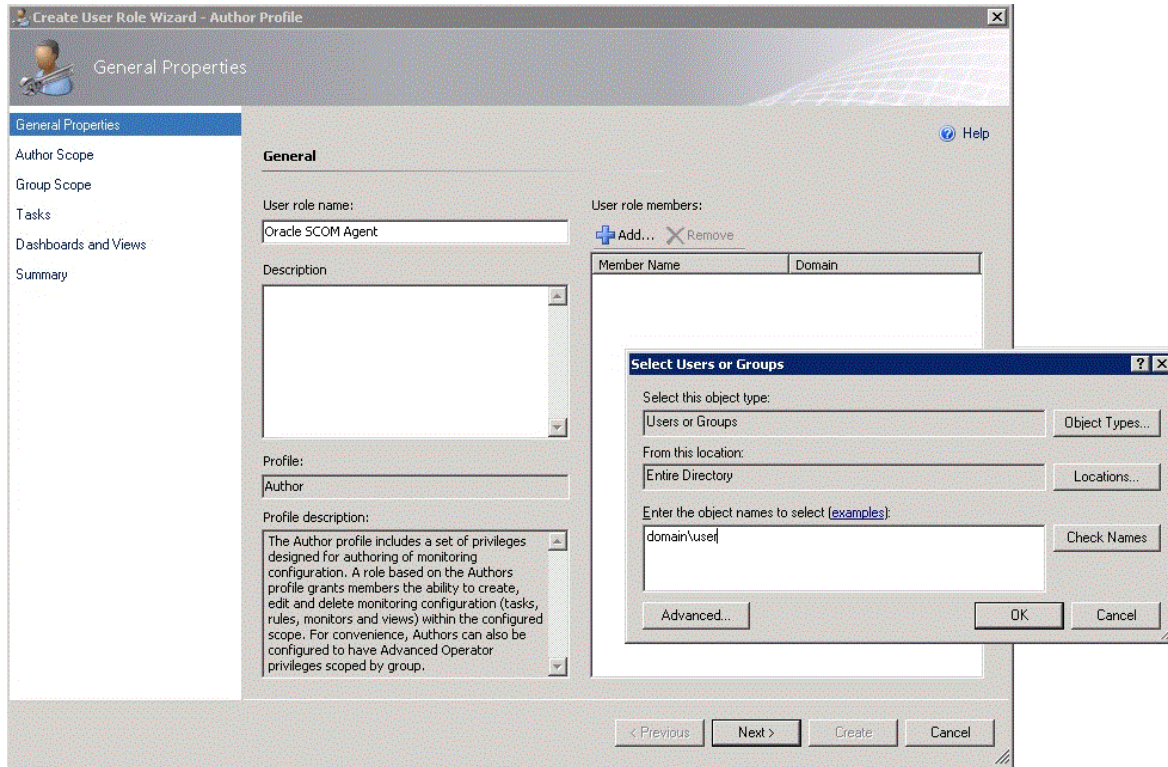 Create User Role Wizard - Author Profile
General Properties
General Properties
Author Scope
Group Scope
Tasks
Dashboards and Views
Summary
Help
General
User role name:
Oracle SCOM Agent
Description
Profile:
Author
Profile description:
The Author profile includes a set of privileges
designed for authoring of monitoring
configuration. A role based on the Authors
profile grants members the ability to create,
edit and delete monitoring configuration (tasks,
rules, monitors and views) within the configured
scope. For convenience, Authors can also be
configured to have Advanced Operator
privileges scoped by group.
User role members:
Add... Remove
Member Name Domain
Select Users or Groups
Select this object type:
Users or Groups Object Types...
From this location:
Entire Directory Locations...
Enter the object names to select (examples):
domain\user Check Names
Advanced... OK Cancel
< Previous Next > Create Cancel